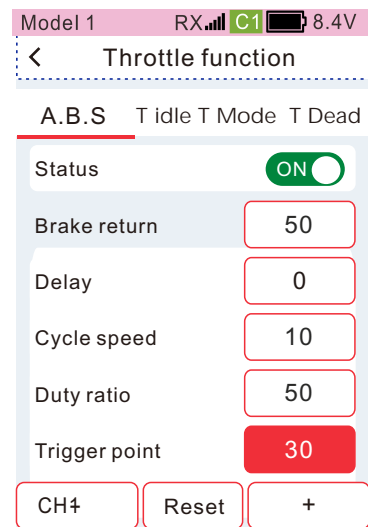 Model 1 RX C1 8.4V
< Throttle function
A.B.S T idle T Mode T Dead
Status ON
Brake return 50
Delay 0
Cycle speed 10
Duty ratio 50
Trigger point 30
Reset +